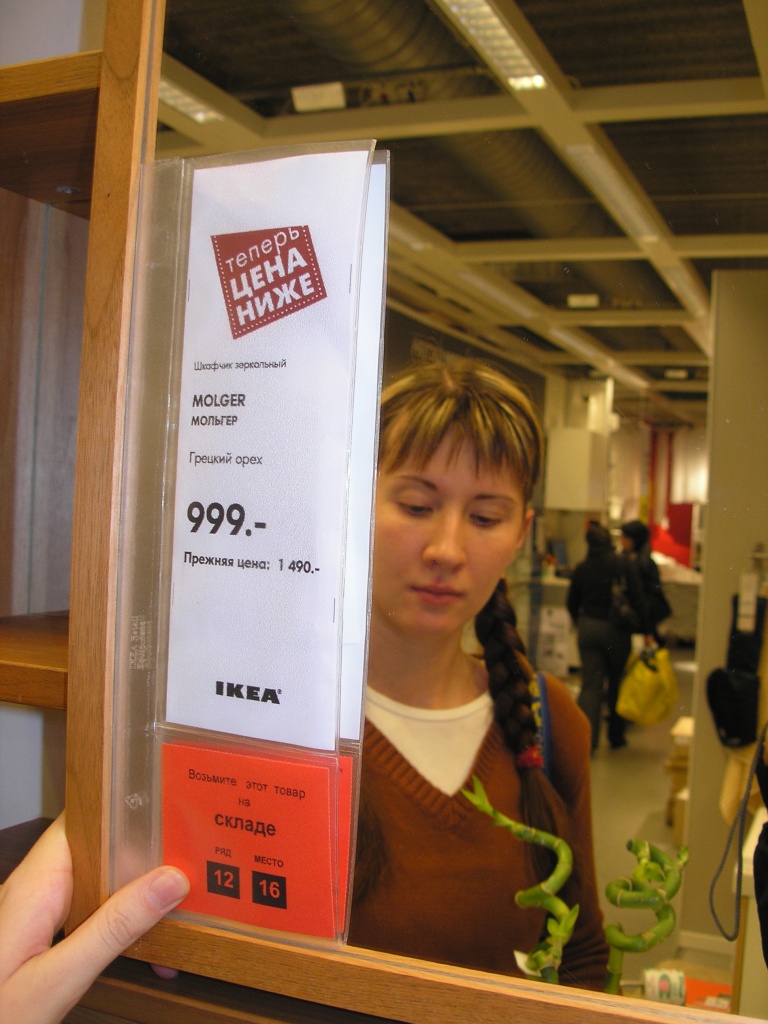 теперь
ЦЕНА
НИЖЕ
Шкафчик зеркольный
MOLGER
МОЛЬГЕР
Грецкий орех
999.-
Прежняя цена: 1 490.-
IKEA
Возьмите этот товар
на
складе
РЯД МЕСТО
12 16